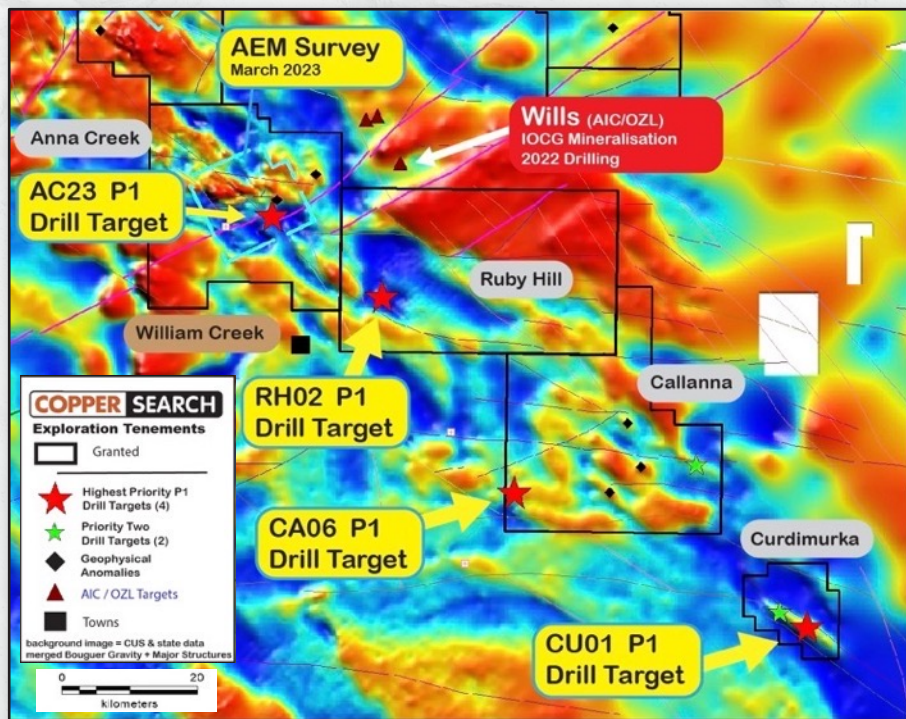 AEM Survey
March 2023
Wills (AIC/OZL)
IOCG Mineralisation
2022 Drilling
Anna Creek
AC23 P1
Drill Target
Ruby Hill
William Creek
RH02 P1
Drill Target
Callanna
CA06 P1
Drill Target
Curdimurka
CU01 P1
Drill Target
COPPER SEARCH
Exploration Tenements
Granted
Highest Priority P1
Drill Targets (4)
Priority Two
Drill Targets (2)
Geophysical
Anomalies
AIC / OZL Targets
Towns
background image = CUS & state data
merged Bouguer Gravity + Major Structures
0 20
kilometers